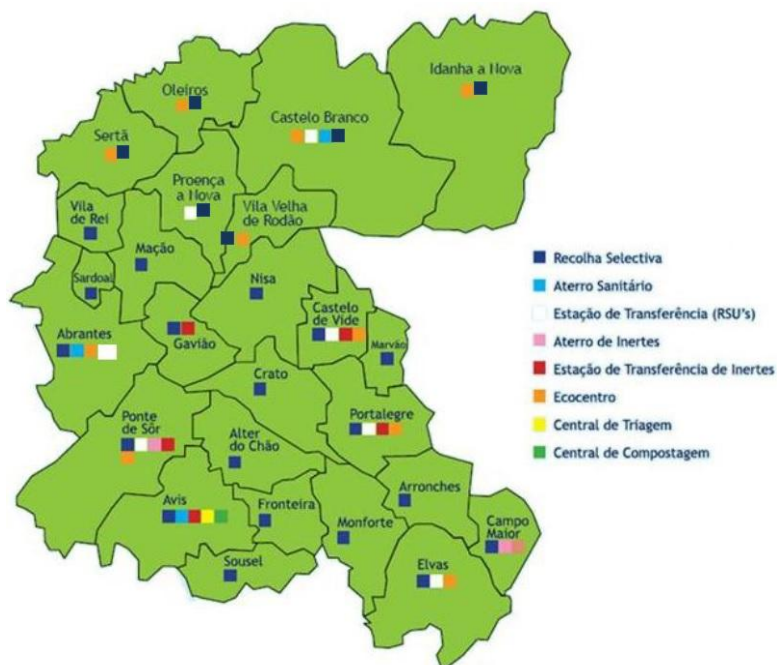 Idanha a Nova
Oleiros
Castelo Branco
Sertã
Proença
a Nova
Vila Velha
de Rodão
Vila
de Rei
Mação
Sardoal
Nisa
Castelo
de Vide
Abrantes
Gavião
Marvão
Crato
Ponte
de Sôr
Alter
do Chão
Portalegre
Avis
Fronteira
Monforte
Arronches
Campo
Maior
Sousel
Elvas
Recolha Selectiva
Aterro Sanitário
Estação de Transferência (RSU's)
Aterro de Inertes
Estação de Transferência de Inertes
Ecocentro
Central de Triagem
Central de Compostagem